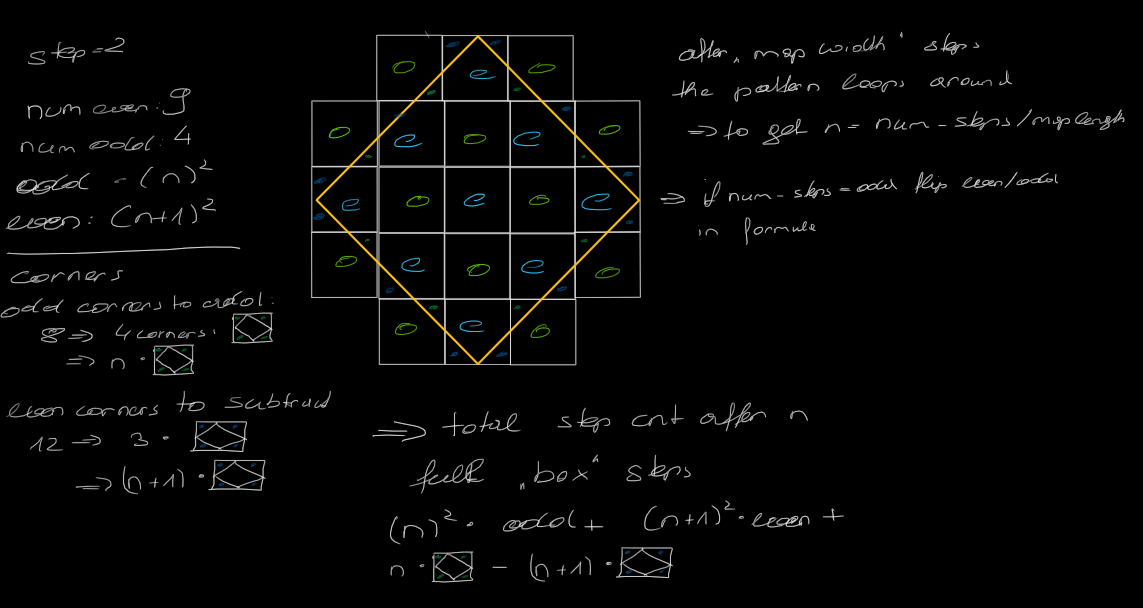 step=2
num even: 9
num odd: 4
odd = (n)²
even: (n+1)²
corners
odd corners to add:
8 => 4 corners:
=> n ·
even corners to subtract
12 => 3 ·
=> (n+1) ·
o e o
o e o e o
e o e o e
o e o e o
o e o
after "map width" steps
the pattern loops around
=> to get n = num-steps/maplength
=> if num-steps = odd flip even/odd
in formula
=> total step cnt after n
full "box" steps
(n)² · odd + (n+1)² · even +
n · - (n+1) ·